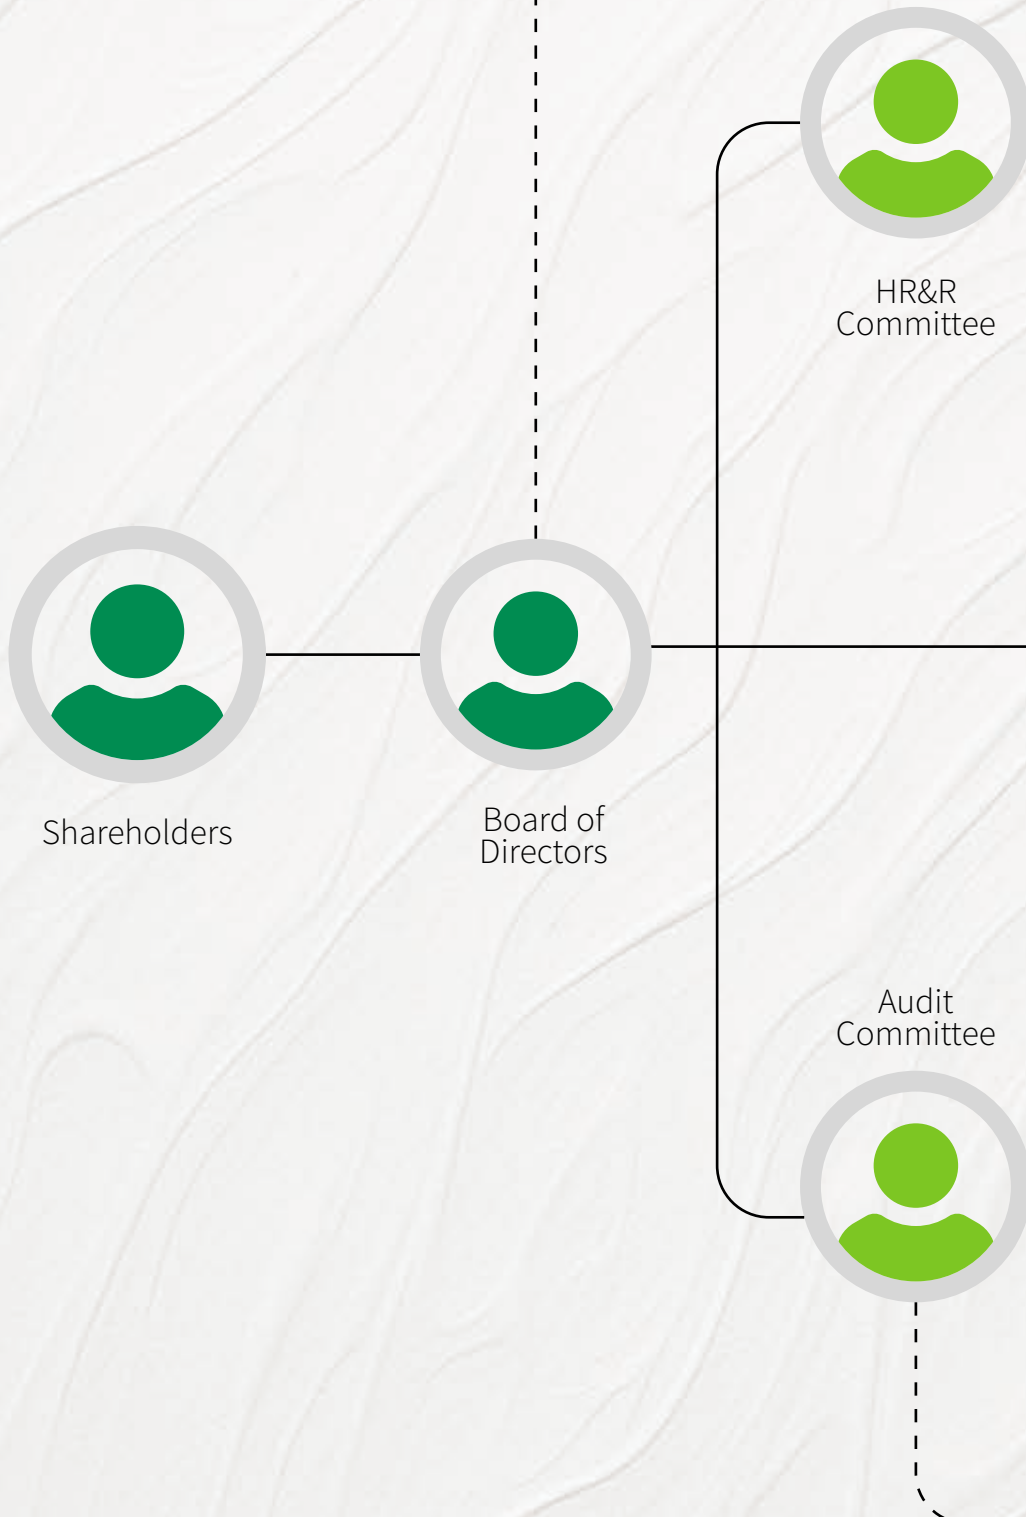 HR&R
Committee
Shareholders
Board of
Directors
Audit
Committee